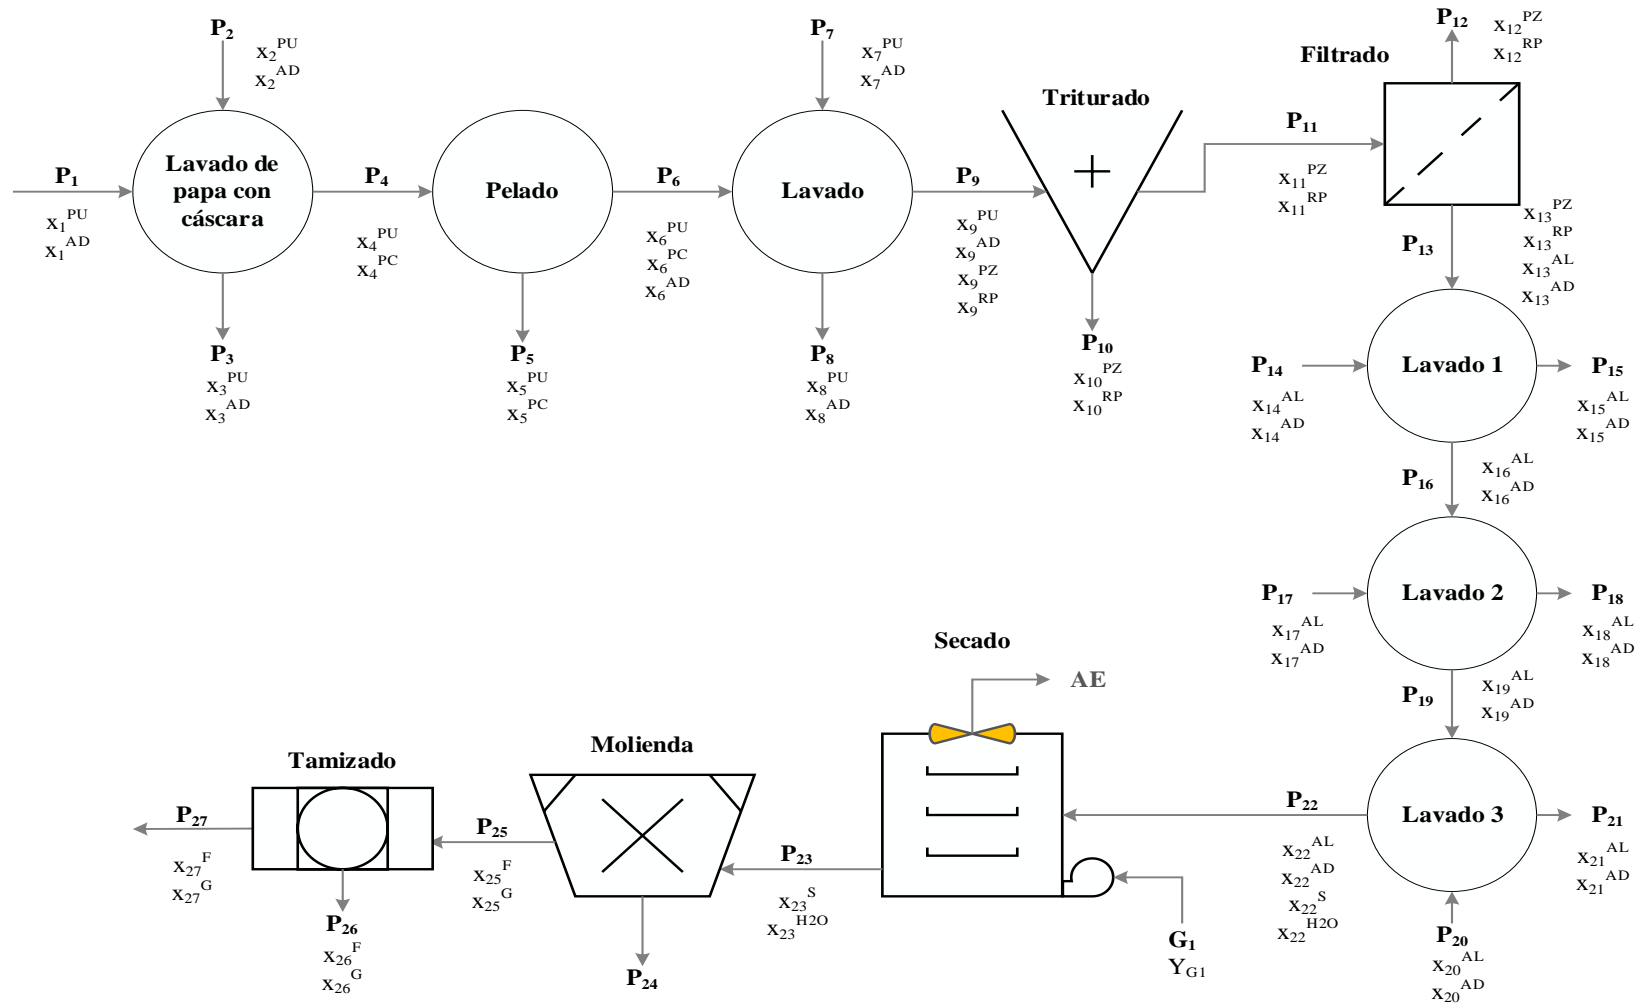 P₂
x₂ᴾᵁ
x₂ᴬᴰ
P₁
x₁ᴾᵁ
x₁ᴬᴰ
Lavado de
papa con
cáscara
P₃
x₃ᴾᵁ
x₃ᴬᴰ
P₄
x₄ᴾᵁ
x₄ᴾC
Pelado
P₅
x₅ᴾᵁ
x₅ᴾC
P₆
x₆ᴾᵁ
x₆ᴾC
x₆ᴬᴰ
P₇
x₇ᴾᵁ
x₇ᴬᴰ
Lavado
P₈
x₈ᴾᵁ
x₈ᴬᴰ
P₉
x₉ᴾᵁ
x₉ᴬᴰ
x₉ᴾZ
x₉ᴿᴾ
Triturado
P₁₀
x₁₀ᴾZ
x₁₀ᴿᴾ
P₁₁
x₁₁ᴾZ
x₁₁ᴿᴾ
Filtrado
P₁₂
x₁₂ᴾZ
x₁₂ᴿᴾ
P₁₃
x₁₃ᴾZ
x₁₃ᴿᴾ
x₁₃ᴬᴸ
x₁₃ᴬᴰ
P₁₄
x₁₄ᴬᴸ
x₁₄ᴬᴰ
Lavado 1
P₁₅
x₁₅ᴬᴸ
x₁₅ᴬᴰ
P₁₆
x₁₆ᴬᴸ
x₁₆ᴬᴰ
P₁₇
x₁₇ᴬᴸ
x₁₇ᴬᴰ
Lavado 2
P₁₈
x₁₈ᴬᴸ
x₁₈ᴬᴰ
P₁₉
x₁₉ᴬᴸ
x₁₉ᴬᴰ
Lavado 3
P₂₀
x₂₀ᴬᴸ
x₂₀ᴬᴰ
P₂₁
x₂₁ᴬᴸ
x₂₁ᴬᴰ
P₂₂
x₂₂ᴬᴸ
x₂₂ᴬᴰ
x₂₂S
x₂₂ᴴ²ᴼ
Secado
AE
G₁
Y_G1
P₂₃
x₂₃S
x₂₃ᴴ²ᴼ
Molienda
P₂₄
P₂₅
x₂₅F
x₂₅ᴳ
Tamizado
P₂₆
x₂₆F
x₂₆ᴳ
P₂₇
x₂₇F
x₂₇ᴳ